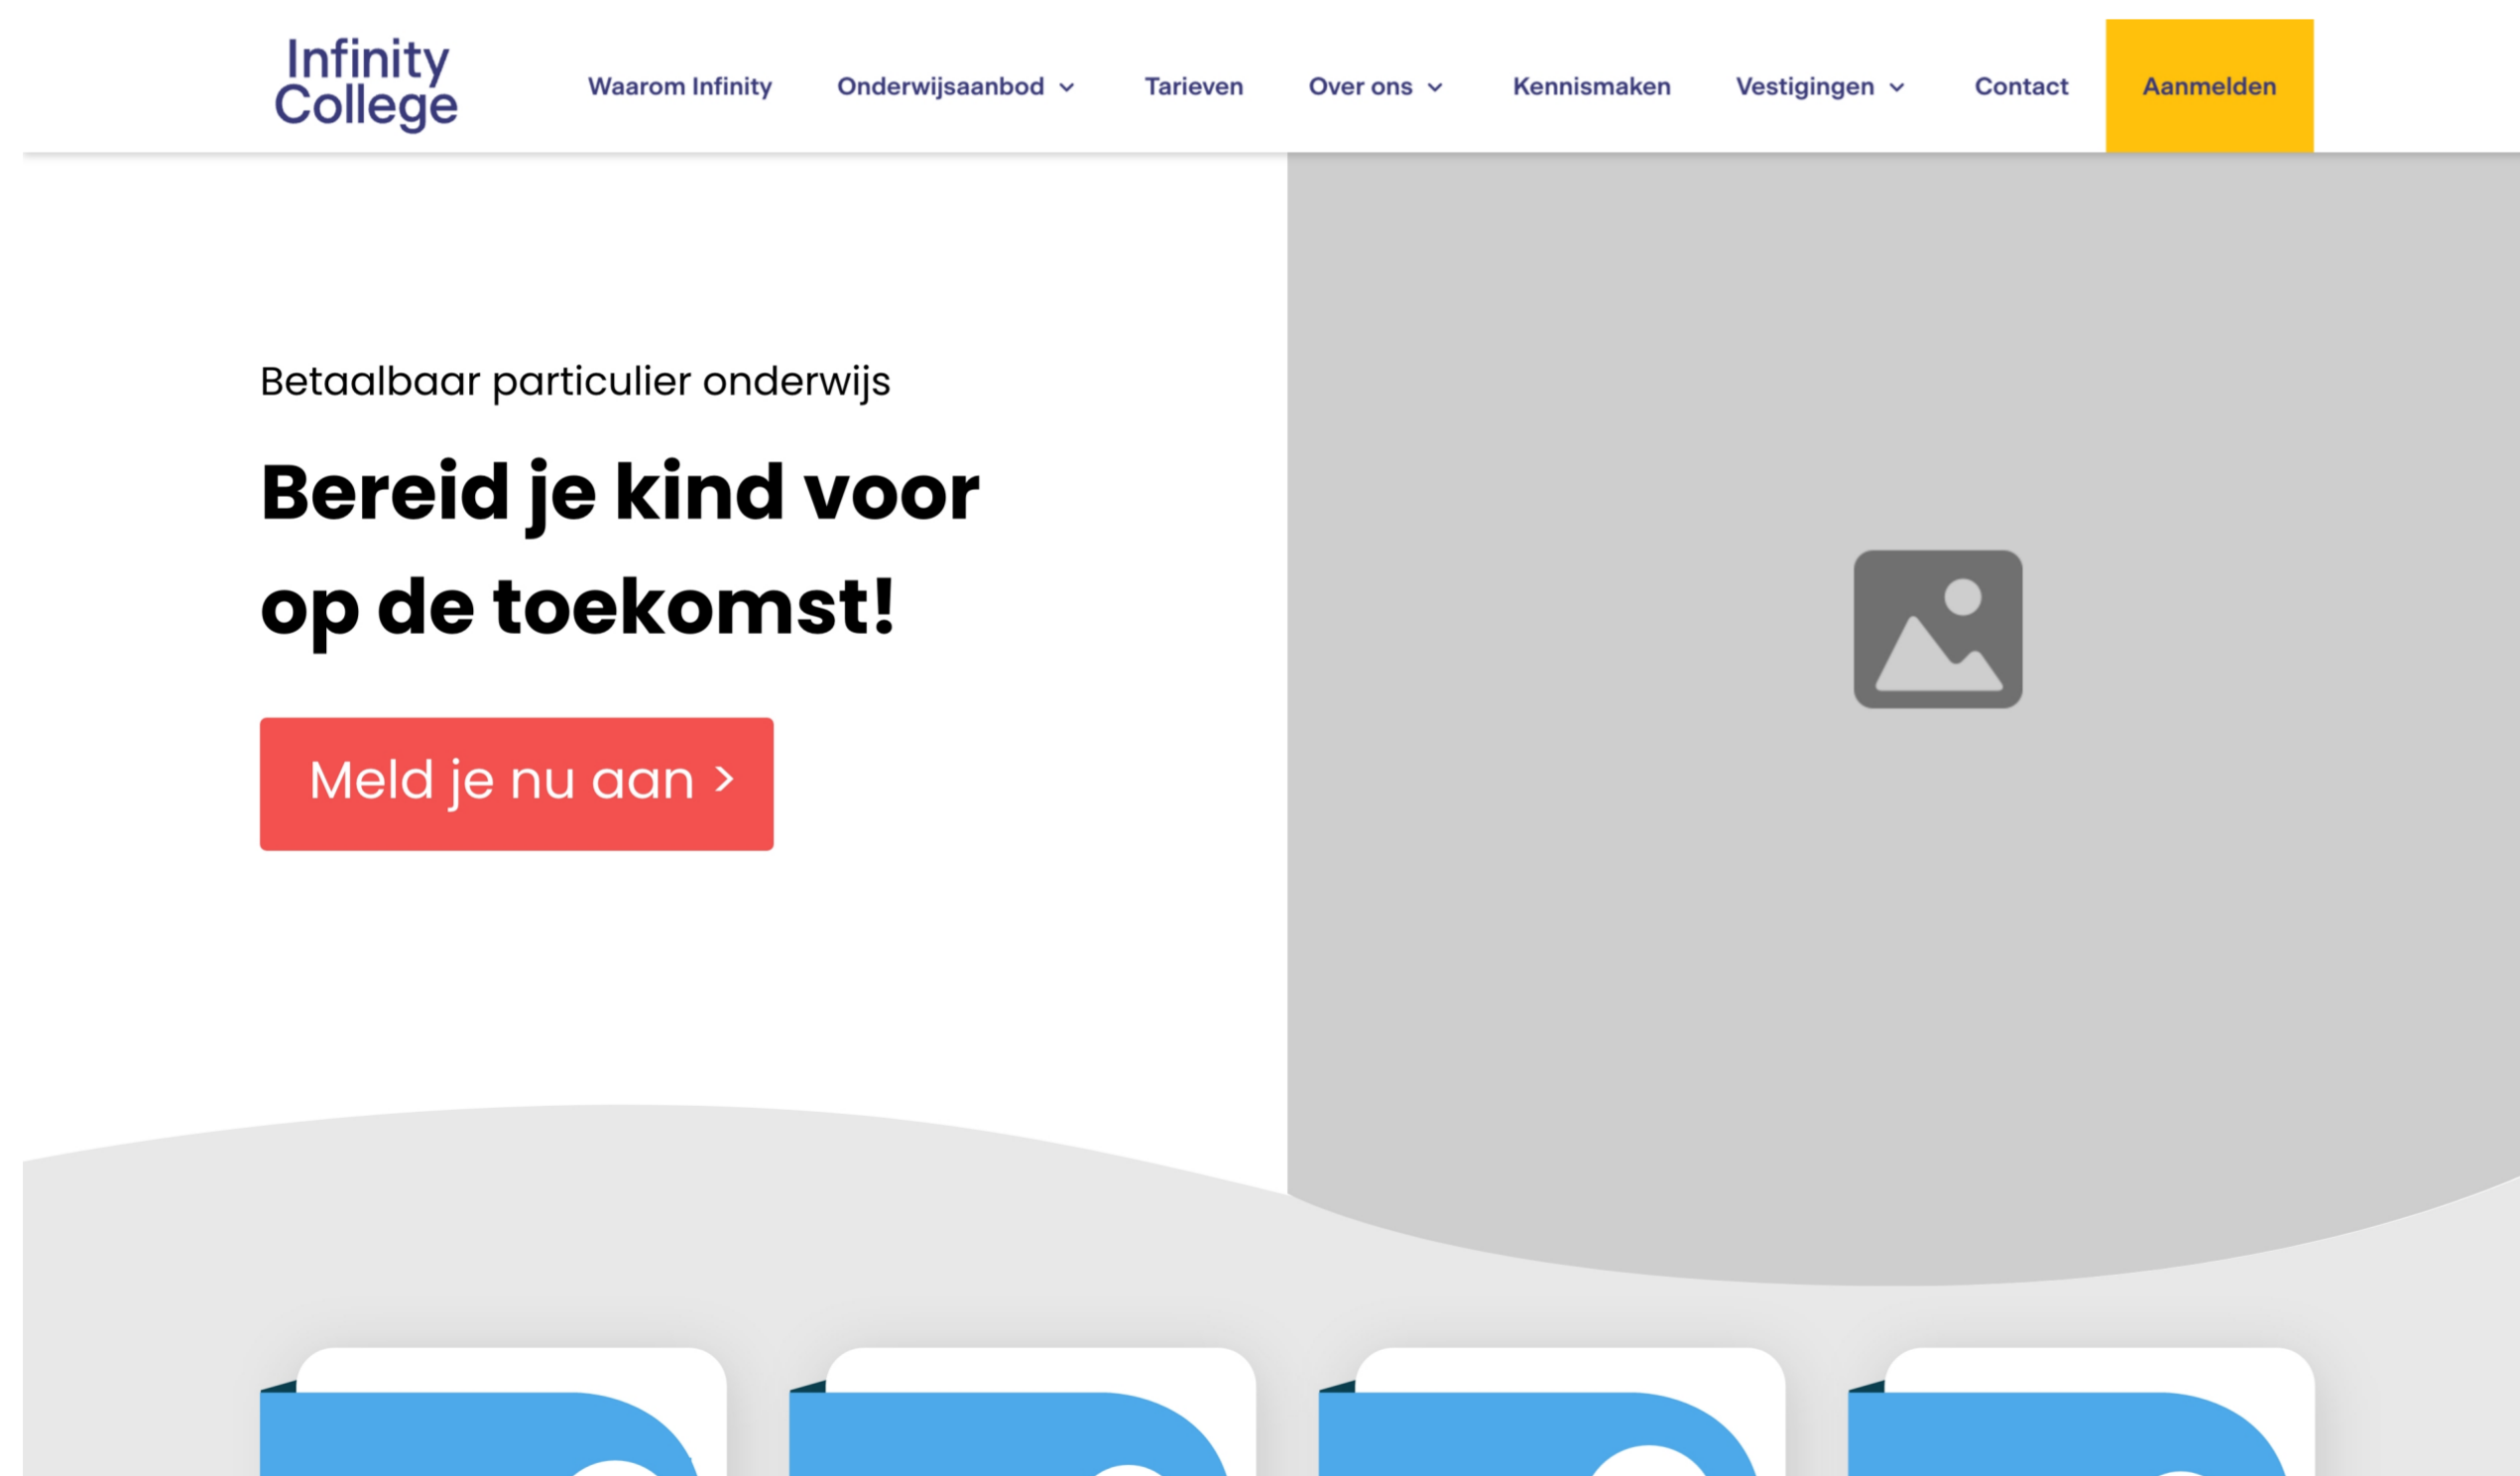 Infinity
College
Waarom Infinity
Onderwijsaanbod
Tarieven
Over ons
Kennismaken
Vestigingen
Contact
Aanmelden
Betaalbaar particulier onderwijs
Bereid je kind voor
op de toekomst!
Meld je nu aan >